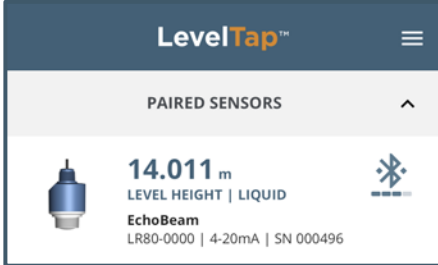 LevelTap™
PAIRED SENSORS
14.011 m
LEVEL HEIGHT | LIQUID
EchoBeam
LR80-0000 | 4-20mA | SN 000496